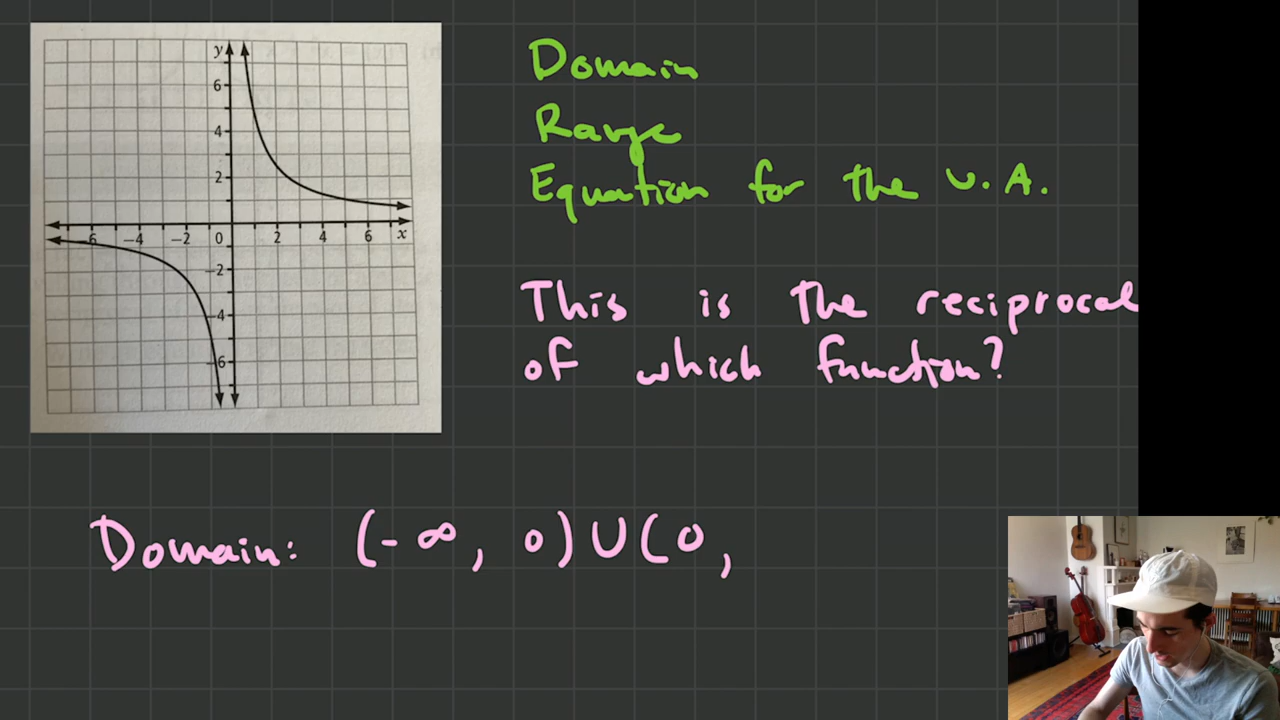 Domain
Range
Equation for the V.A.
This is the reciprocal
of which function?
y
6
4
2
-6 -4 -2 0 2 4 6 x
-2
-4
-6
Domain: (-∞, 0)U(0,